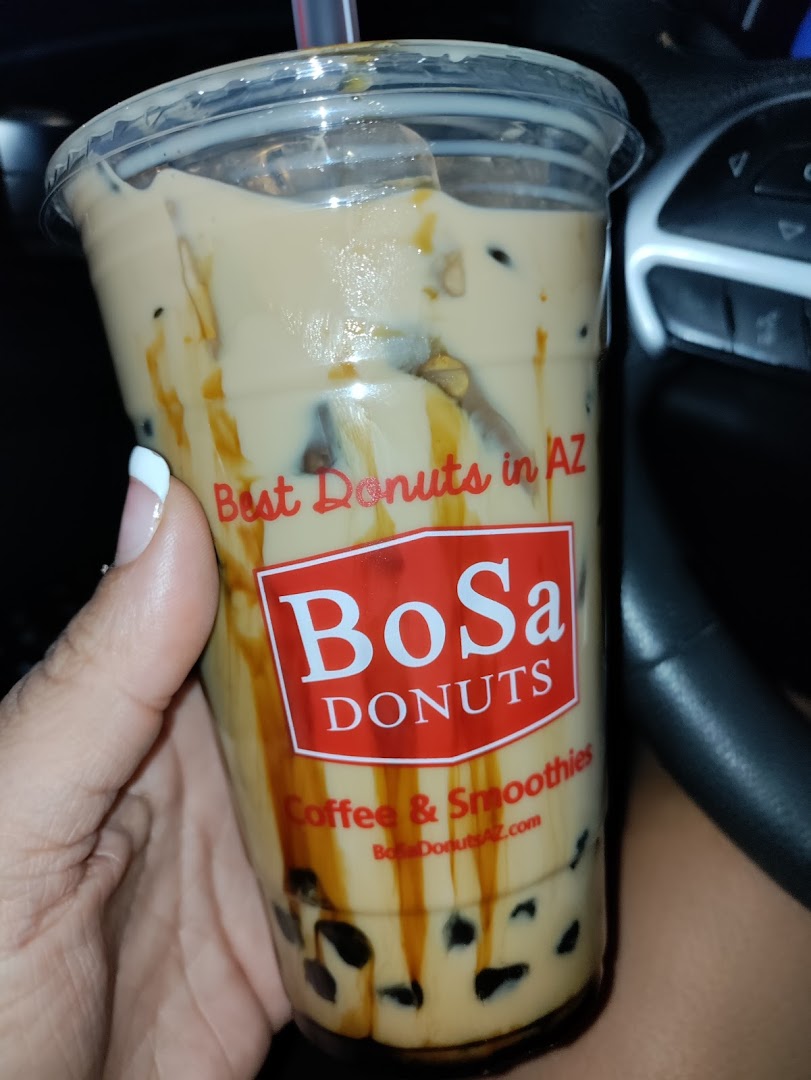 Best Donuts in AZ
BoSa
DONUTS
Coffee & Smoothies
BoSaDonutsAZ.com